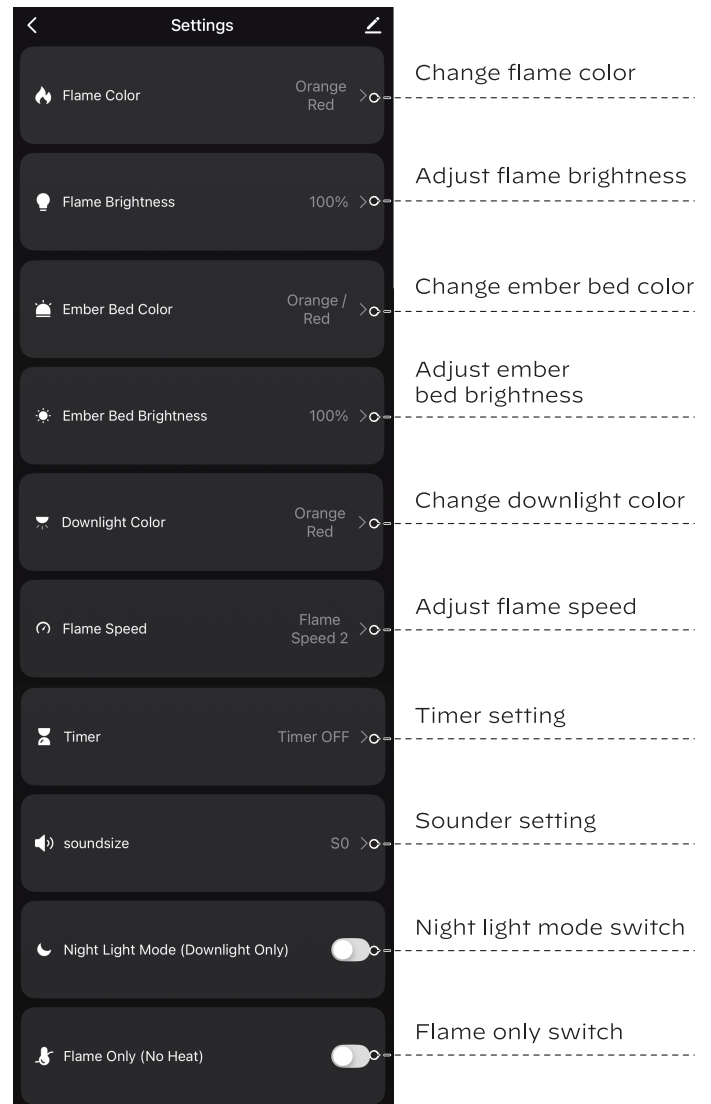 Settings
Flame Color
Orange
Red
Change flame color
Flame Brightness
100%
Adjust flame brightness
Ember Bed Color
Orange /
Red
Change ember bed color
Ember Bed Brightness
100%
Adjust ember
bed brightness
Downlight Color
Orange
Red
Change downlight color
Flame Speed
Flame
Speed 2
Adjust flame speed
Timer
Timer OFF
Timer setting
soundsize
S0
Sounder setting
Night Light Mode (Downlight Only)
Night light mode switch
Flame Only (No Heat)
Flame only switch